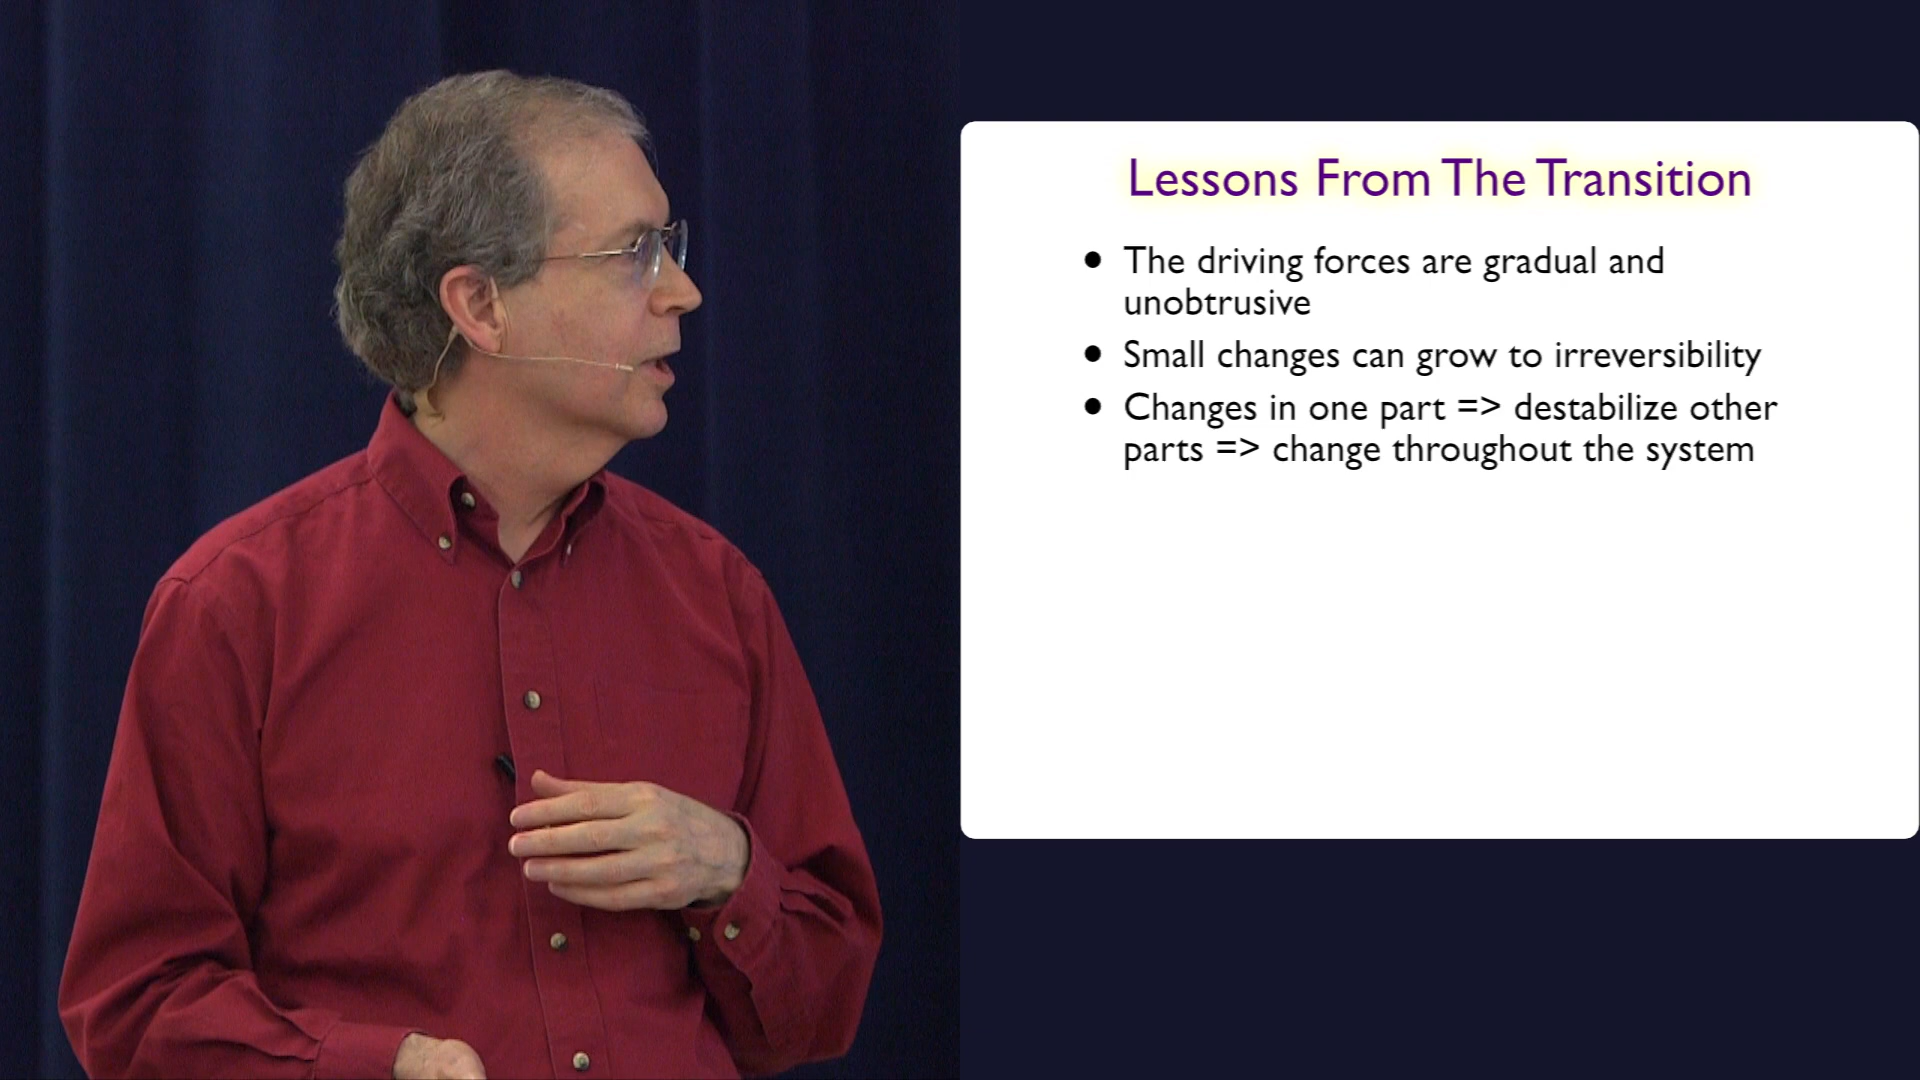 Lessons From The Transition
• The driving forces are gradual and
unobtrusive
• Small changes can grow to irreversibility
• Changes in one part => destabilize other
parts => change throughout the system